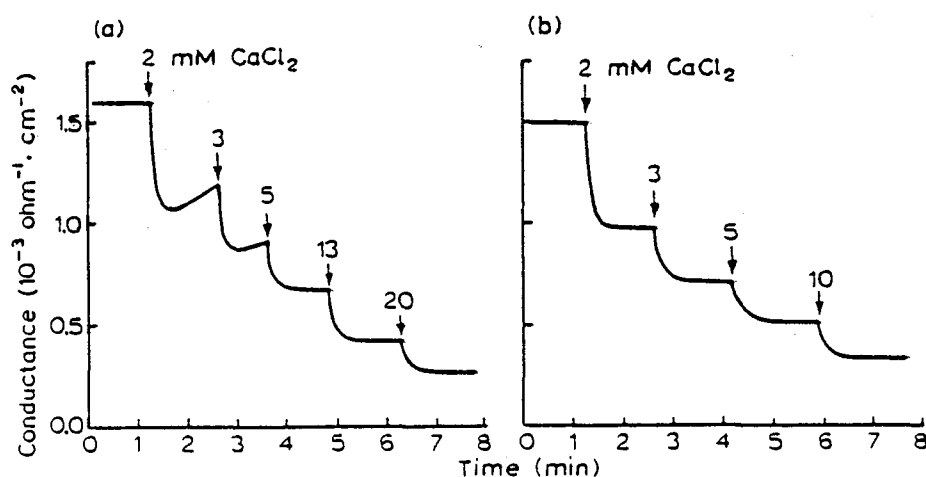 (a)
2 mM CaCl₂
3
5
13
20
Conductance (10⁻³ ohm⁻¹· cm⁻²)
1.5
1.0
0.5
0.0
0 1 2 3 4 5 6 7 8
(b)
2 mM CaCl₂
3
5
10
0 1 2 3 4 5 6 7 8
Time (min)